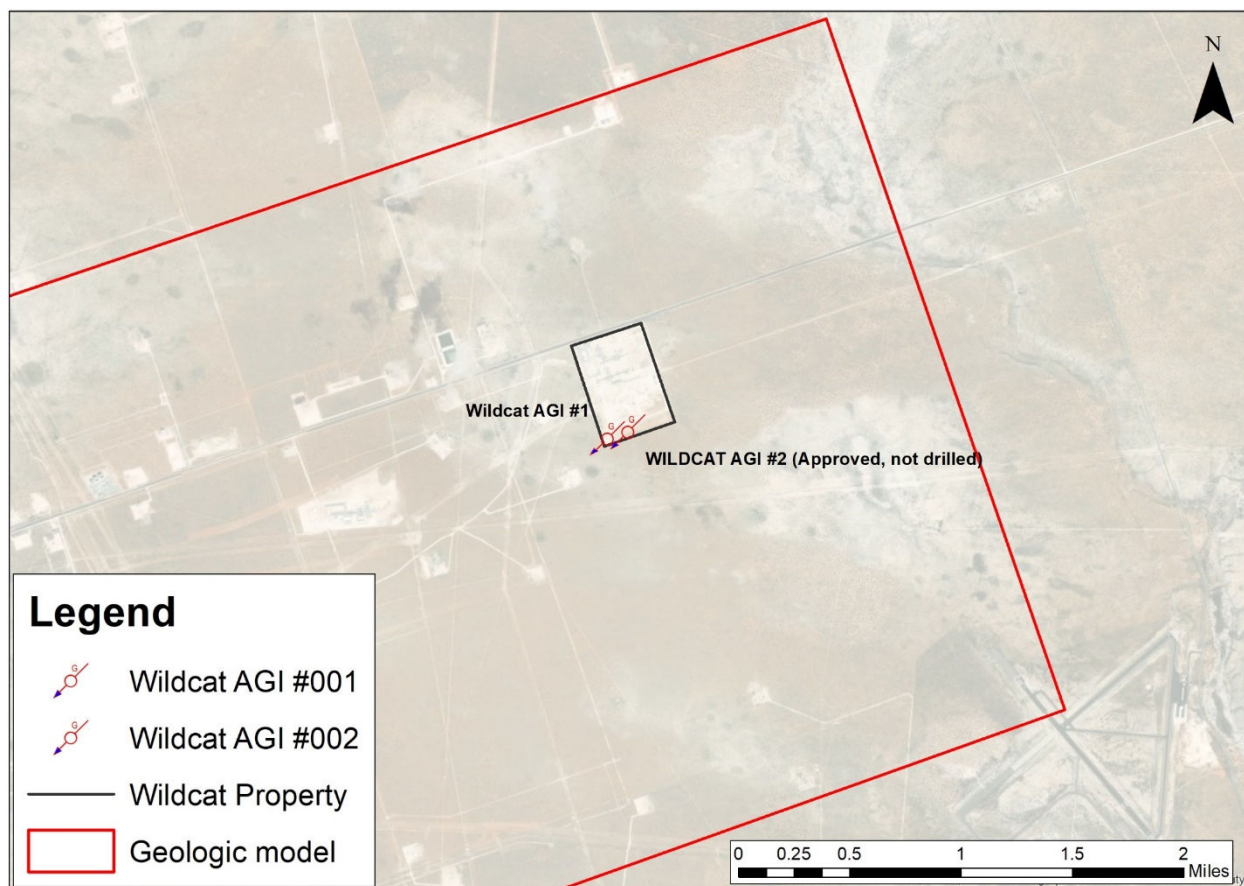 N
G
G
Wildcat AGI #1
WILDCAT AGI #2 (Approved, not drilled)
Legend
G
Wildcat AGI #001
G
Wildcat AGI #002
Wildcat Property
Geologic model
0 0.25 0.5 1 1.5 2
Miles